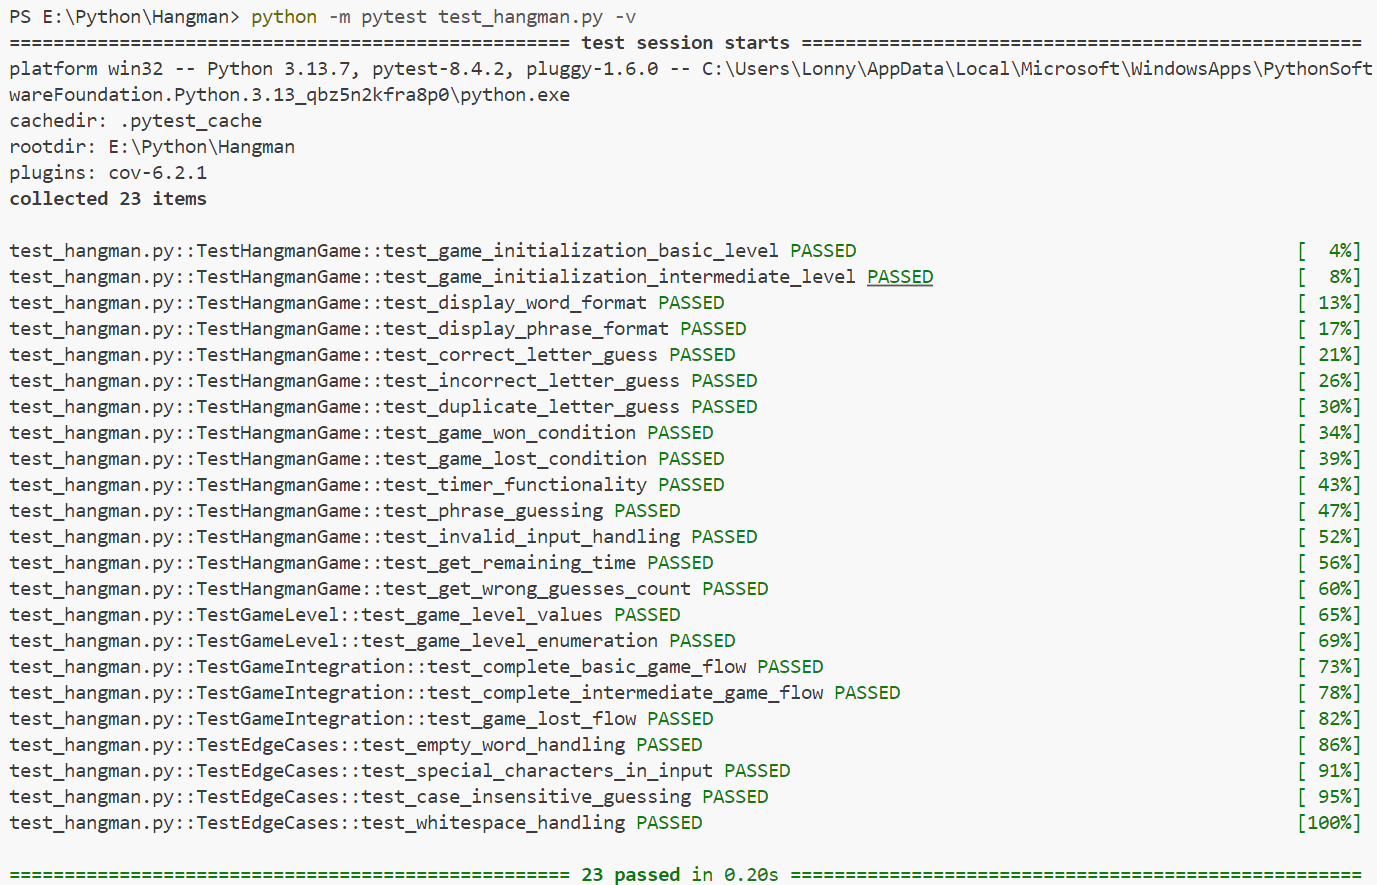 PS E:\Python\Hangman> python -m pytest test_hangman.py -v
=================================================== test session starts ===================================================
platform win32 -- Python 3.13.7, pytest-8.4.2, pluggy-1.6.0 -- C:\Users\Lonny\AppData\Local\Microsoft\WindowsApps\PythonSoft
wareFoundation.Python.3.13_qbz5n2kfra8p0\python.exe
cachedir: .pytest_cache
rootdir: E:\Python\Hangman
plugins: cov-6.2.1
collected 23 items
test_hangman.py::TestHangmanGame::test_game_initialization_basic_level PASSED [  4%]
test_hangman.py::TestHangmanGame::test_game_initialization_intermediate_level PASSED [  8%]
test_hangman.py::TestHangmanGame::test_display_word_format PASSED [ 13%]
test_hangman.py::TestHangmanGame::test_display_phrase_format PASSED [ 17%]
test_hangman.py::TestHangmanGame::test_correct_letter_guess PASSED [ 21%]
test_hangman.py::TestHangmanGame::test_incorrect_letter_guess PASSED [ 26%]
test_hangman.py::TestHangmanGame::test_duplicate_letter_guess PASSED [ 30%]
test_hangman.py::TestHangmanGame::test_game_won_condition PASSED [ 34%]
test_hangman.py::TestHangmanGame::test_game_lost_condition PASSED [ 39%]
test_hangman.py::TestHangmanGame::test_timer_functionality PASSED [ 43%]
test_hangman.py::TestHangmanGame::test_phrase_guessing PASSED [ 47%]
test_hangman.py::TestHangmanGame::test_invalid_input_handling PASSED [ 52%]
test_hangman.py::TestHangmanGame::test_get_remaining_time PASSED [ 56%]
test_hangman.py::TestHangmanGame::test_get_wrong_guesses_count PASSED [ 60%]
test_hangman.py::TestGameLevel::test_game_level_values PASSED [ 65%]
test_hangman.py::TestGameLevel::test_game_level_enumeration PASSED [ 69%]
test_hangman.py::TestGameIntegration::test_complete_basic_game_flow PASSED [ 73%]
test_hangman.py::TestGameIntegration::test_complete_intermediate_game_flow PASSED [ 78%]
test_hangman.py::TestGameIntegration::test_game_lost_flow PASSED [ 82%]
test_hangman.py::TestEdgeCases::test_empty_word_handling PASSED [ 86%]
test_hangman.py::TestEdgeCases::test_special_characters_in_input PASSED [ 91%]
test_hangman.py::TestEdgeCases::test_case_insensitive_guessing PASSED [ 95%]
test_hangman.py::TestEdgeCases::test_whitespace_handling PASSED [100%]
=================================================== 23 passed in 0.20s ====================================================